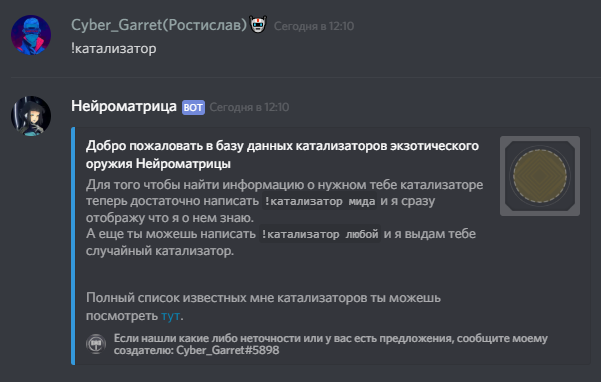 Cyber_Garret(Ростислав) Сегодня в 12:10
!катализатор
Нейроматрица БОТ Сегодня в 12:10
Добро пожаловать в базу данных катализаторов экзотического
оружия Нейроматрицы
Для того чтобы найти информацию о нужном тебе катализаторе
теперь достаточно написать !катализатор мида и я сразу
отображу что я о нем знаю.
А еще ты можешь написать !катализатор любой и я выдам тебе
случайный катализатор.
Полный список известных мне катализаторов ты можешь
посмотреть тут.
Если нашли какие либо неточности или у вас есть предложения, сообщите моему
создателю: Cyber_Garret#5898